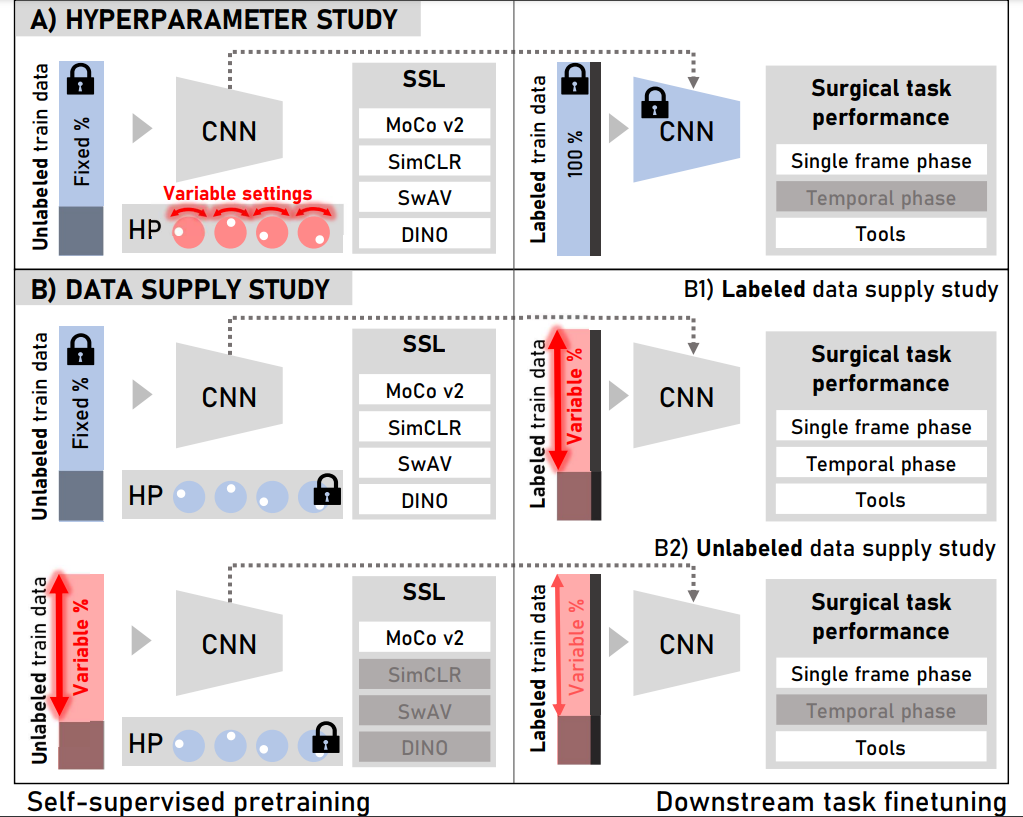 A) HYPERPARAMETER STUDY
Unlabeled train data
Fixed %
CNN
Variable settings
HP
SSL
MoCo v2
SimCLR
SwAV
DINO
Labeled train data
100 %
CNN
Surgical task
performance
Single frame phase
Temporal phase
Tools
B) DATA SUPPLY STUDY
B1) Labeled data supply study
Unlabeled train data
Fixed %
CNN
HP
SSL
MoCo v2
SimCLR
SwAV
DINO
Labeled train data
Variable %
CNN
Surgical task
performance
Single frame phase
Temporal phase
Tools
B2) Unlabeled data supply study
Unlabeled train data
Variable %
CNN
HP
SSL
MoCo v2
SimCLR
SwAV
DINO
Labeled train data
Variable %
CNN
Surgical task
performance
Single frame phase
Temporal phase
Tools
Self-supervised pretraining
Downstream task finetuning